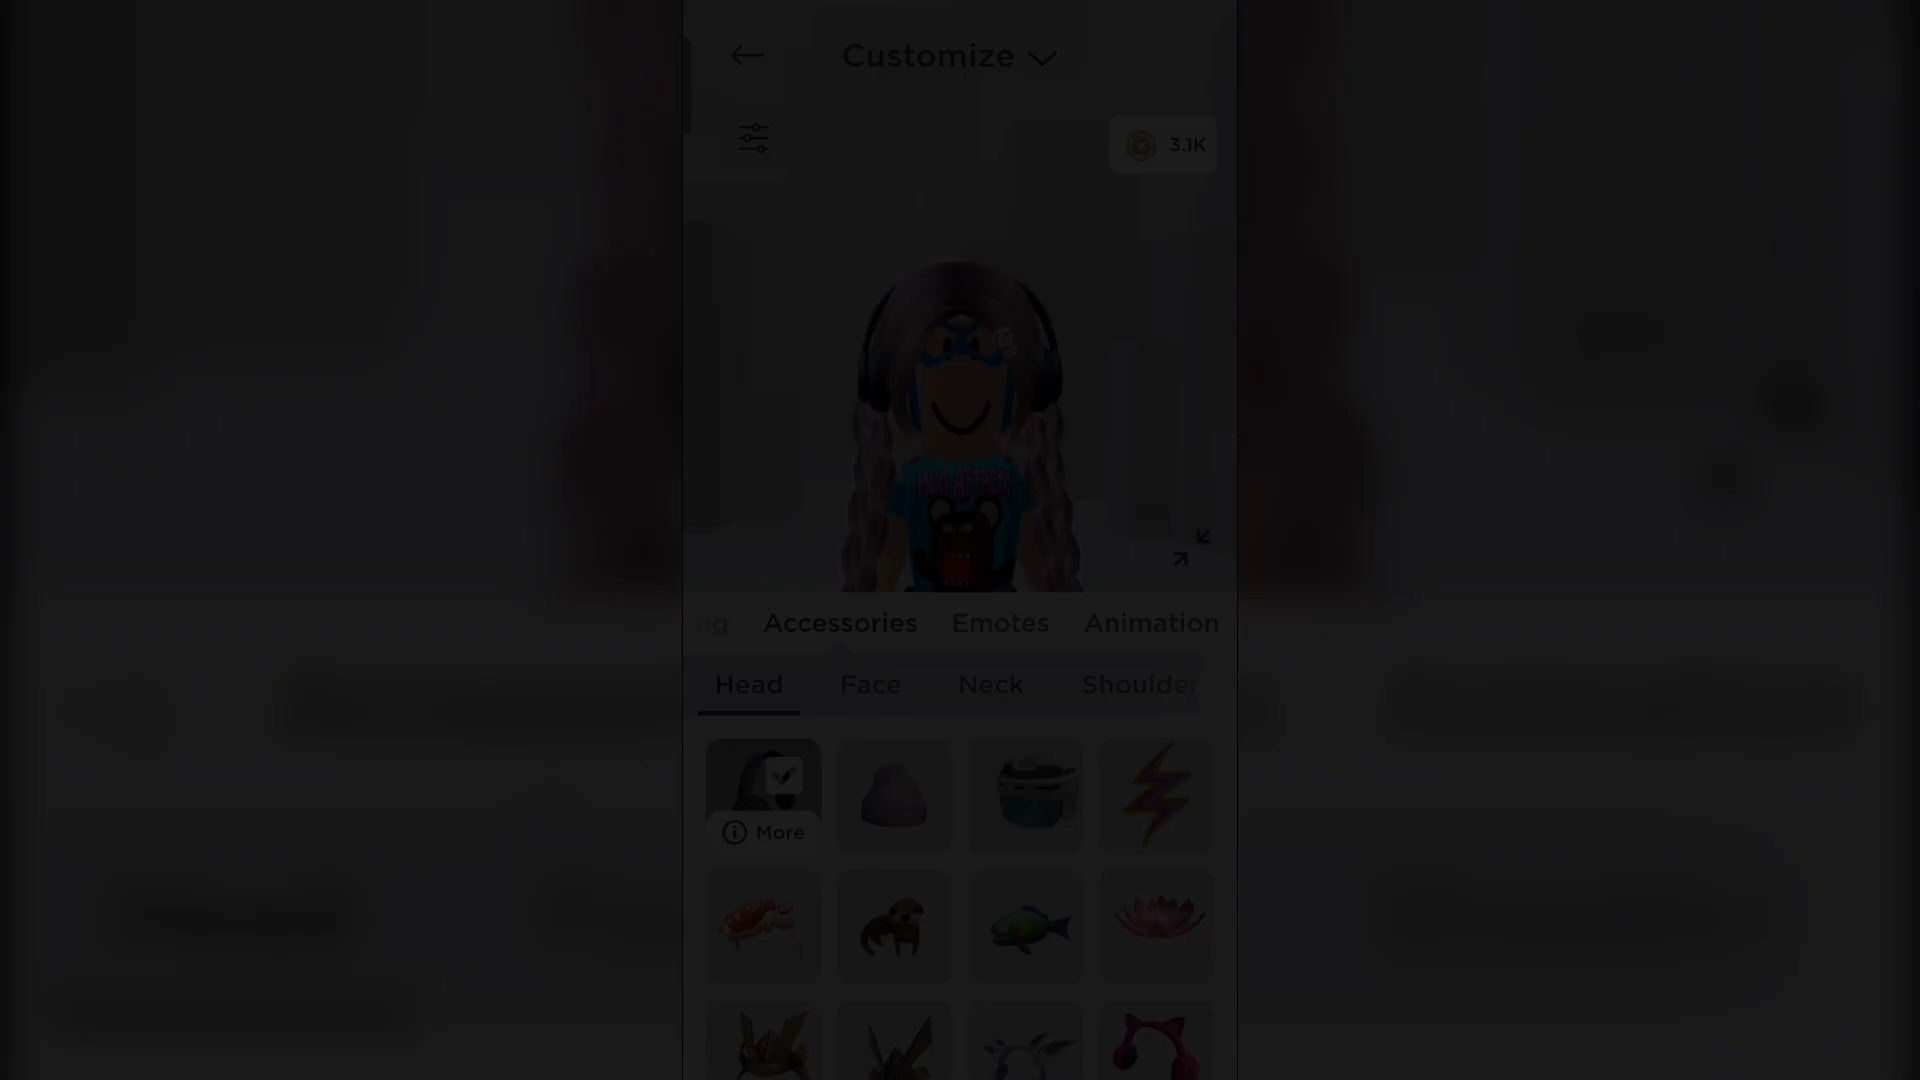 Customize
3.1K
ng Accessories Emotes Animation
Head Face Neck Shoulder
More